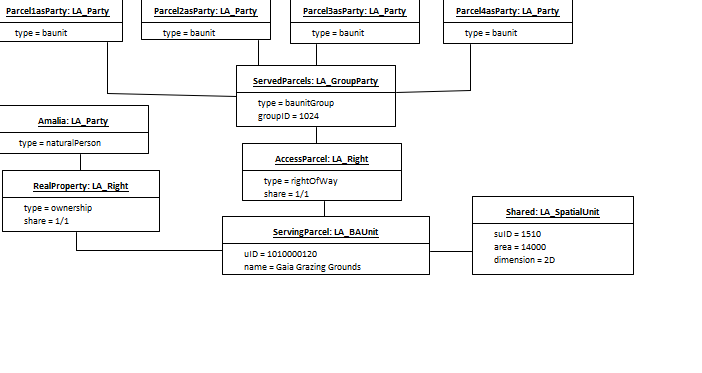 Parcel1asParty: LA_Party
type = baunit
Parcel2asParty: LA_Party
type = baunit
Parcel3asParty: LA_Party
type = baunit
Parcel4asParty: LA_Party
type = baunit
ServedParcels: LA_GroupParty
type = baunitGroup
groupID = 1024
Amalia: LA_Party
type = naturalPerson
AccessParcel: LA_Right
type = rightOfWay
share = 1/1
RealProperty: LA_Right
type = ownership
share = 1/1
ServingParcel: LA_BAUnit
uID = 1010000120
name = Gaia Grazing Grounds
Shared: LA_SpatialUnit
suID = 1510
area = 14000
dimension = 2D